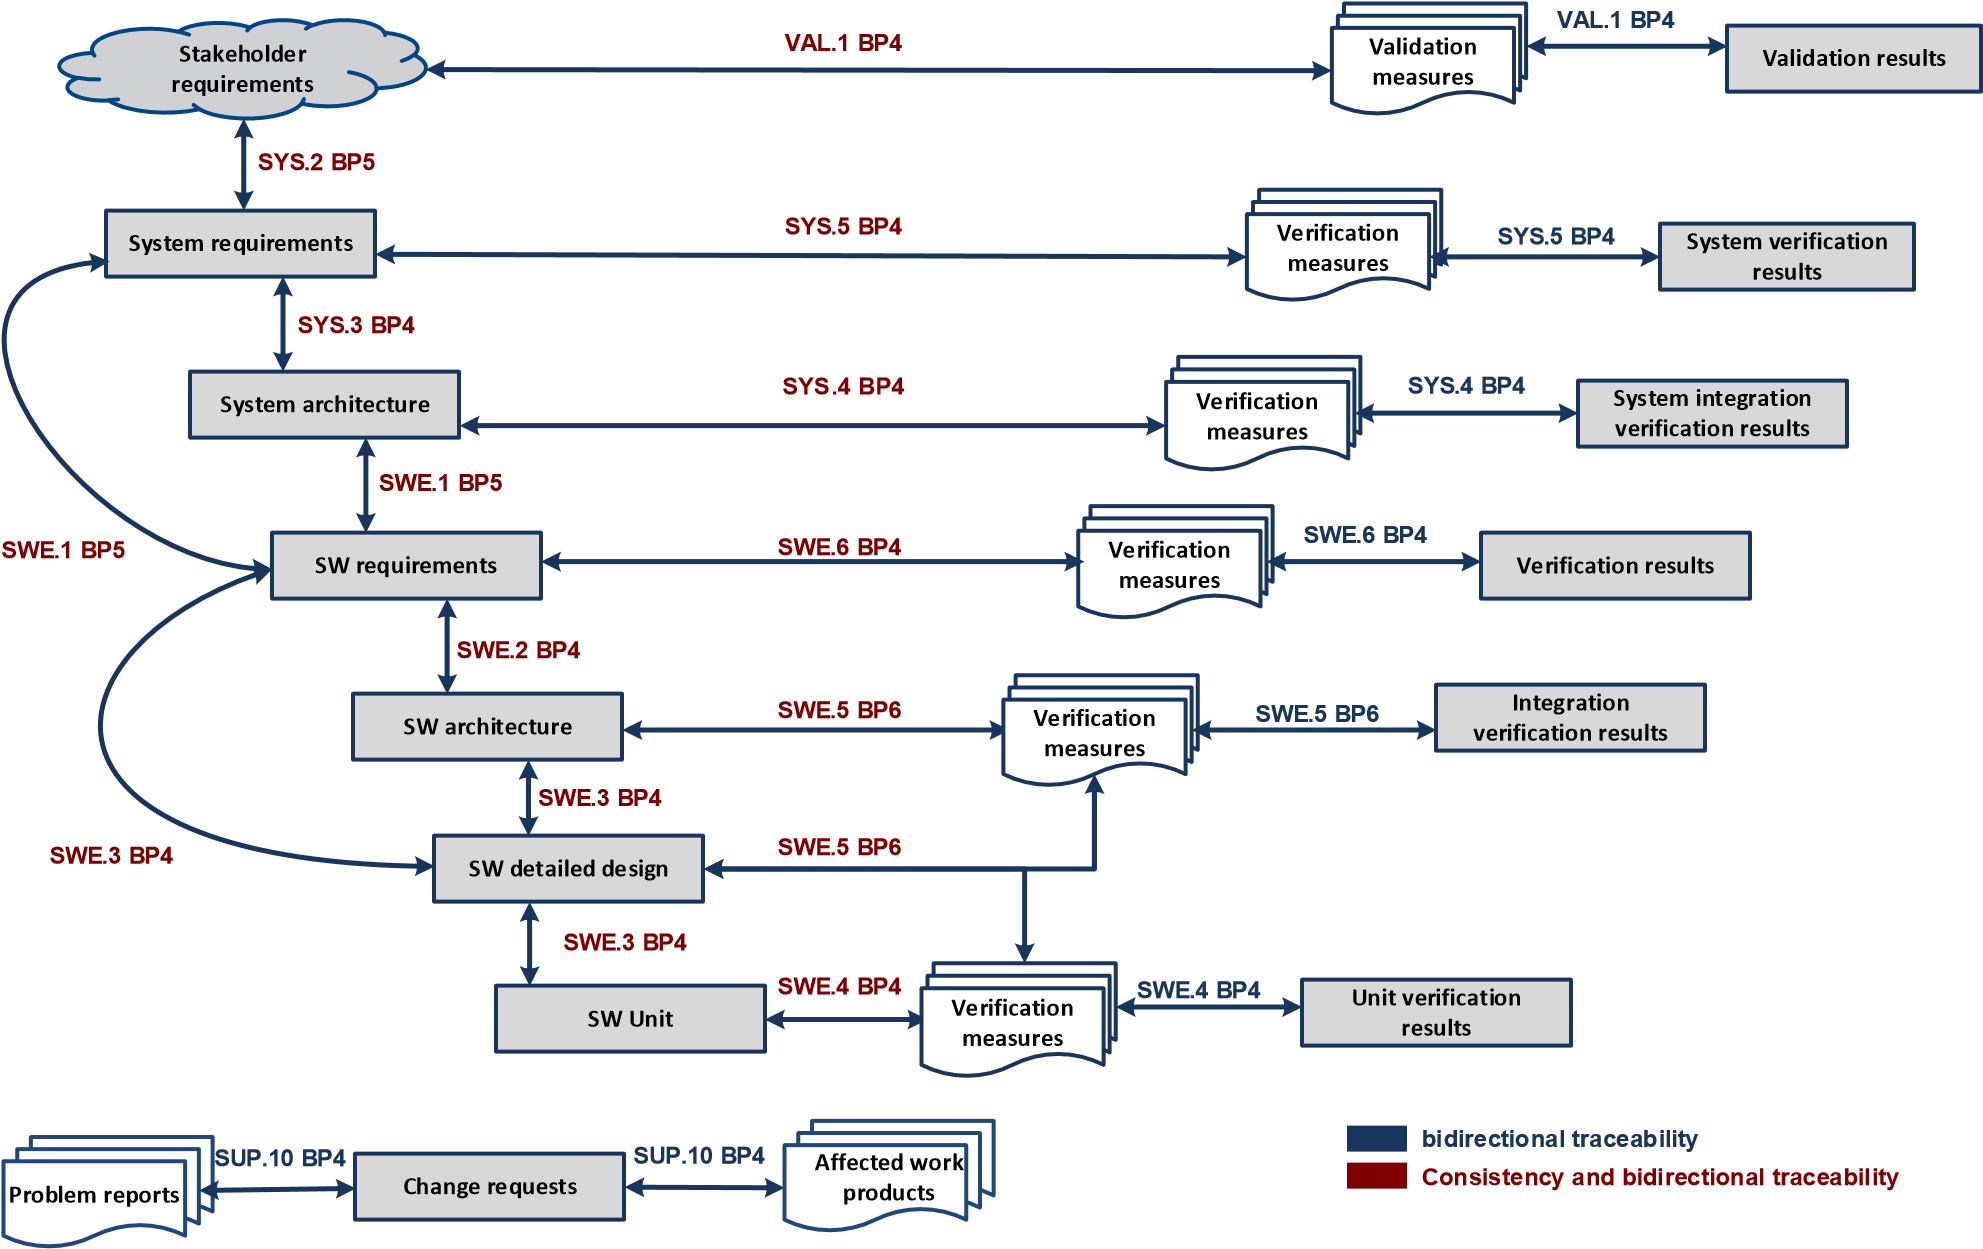 Stakeholder
requirements
VAL.1 BP4
Validation
measures
VAL.1 BP4
Validation results
SYS.2 BP5
System requirements
SYS.5 BP4
Verification
measures
SYS.5 BP4
System verification
results
SYS.3 BP4
System architecture
SYS.4 BP4
Verification
measures
SYS.4 BP4
System integration
verification results
SWE.1 BP5
SWE.1 BP5
SW requirements
SWE.6 BP4
Verification
measures
SWE.6 BP4
Verification results
SWE.2 BP4
SW architecture
SWE.5 BP6
Verification
measures
SWE.5 BP6
Integration
verification results
SWE.3 BP4
SWE.3 BP4
SW detailed design
SWE.5 BP6
SWE.3 BP4
SW Unit
SWE.4 BP4
Verification
measures
SWE.4 BP4
Unit verification
results
Problem reports
SUP.10 BP4
Change requests
SUP.10 BP4
Affected work
products
bidirectional traceability
Consistency and bidirectional traceability